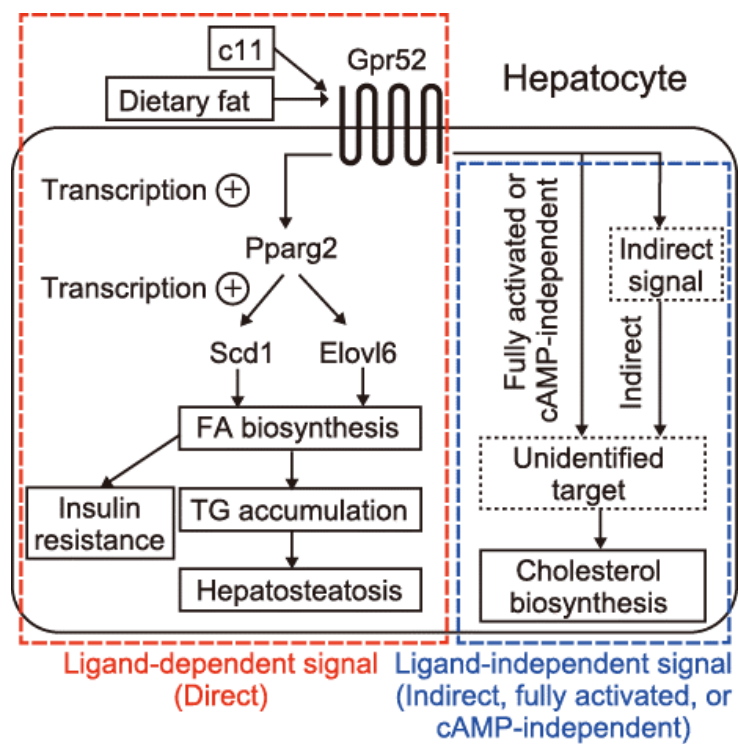 c11
Gpr52
Hepatocyte
Dietary fat
Transcription +
Pparg2
Transcription +
Scd1
Elovl6
FA biosynthesis
Insulin
resistance
TG accumulation
Hepatosteatosis
Fully activated or
cAMP-independent
Indirect
signal
Indirect
Unidentified
target
Cholesterol
biosynthesis
Ligand-dependent signal
(Direct)
Ligand-independent signal
(Indirect, fully activated, or
cAMP-independent)